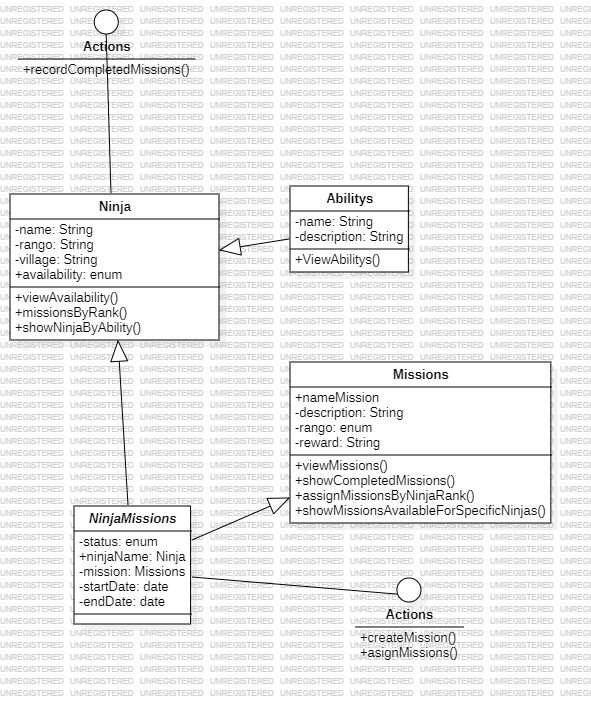 Actions
+recordCompletedMissions()
Ninja
-name: String
-rango: String
-village: String
+availability: enum
+viewAvailability()
+missionsByRank()
+showNinjaByAbility()
Abilitys
-name: String
-description: String
+ViewAbilitys()
Missions
+nameMission
-description: String
-rango: enum
-reward: String
+viewMissions()
+showCompletedMissions()
+assignMissionsByNinjaRank()
+showMissionsAvailableForSpecificNinjas()
NinjaMissions
-status: enum
+ninjaName: Ninja
-mission: Missions
-startDate: date
-endDate: date
Actions
+createMission()
+asignMissions()
UNREGISTERED